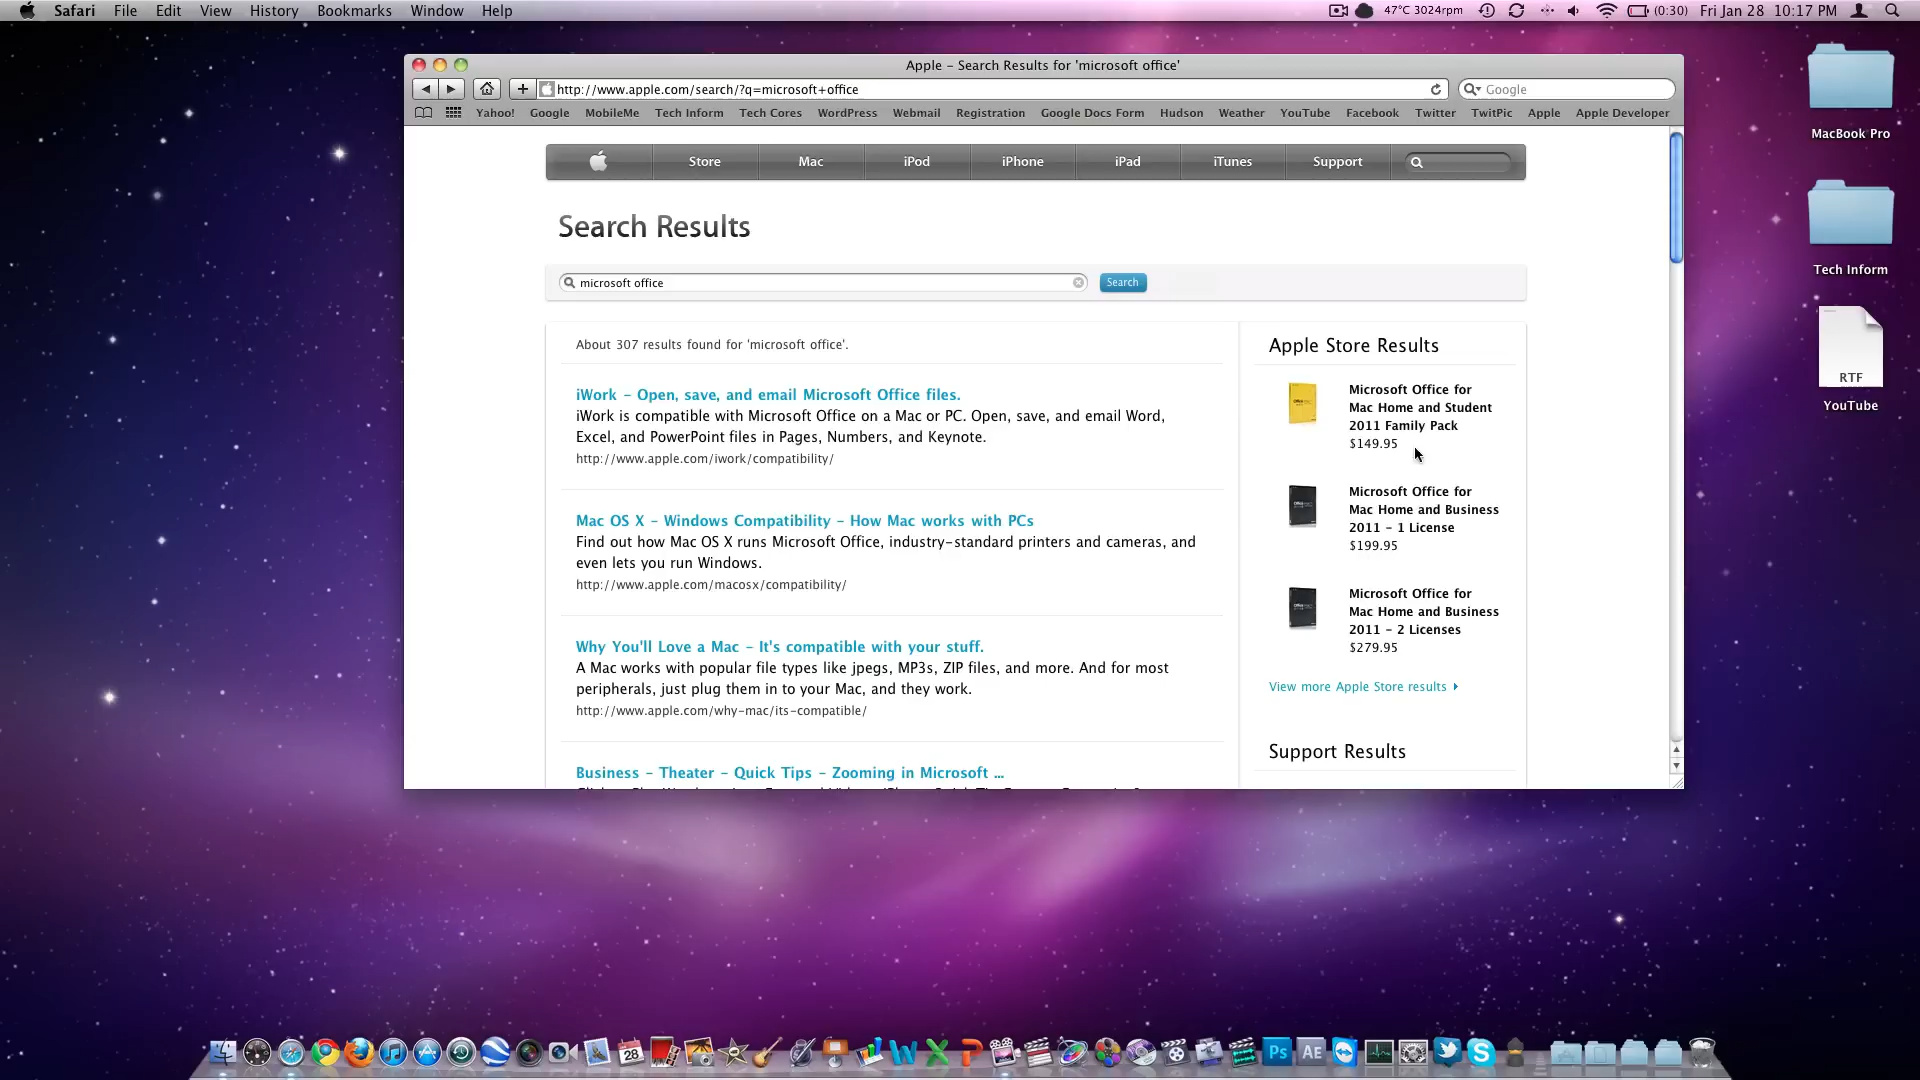 Safari File Edit View History Bookmarks Window Help
47°C 3024rpm (0:30) Fri Jan 28 10:17 PM
Apple – Search Results for 'microsoft office'
http://www.apple.com/search/?q=microsoft+office
Google
Yahoo! Google MobileMe Tech Inform Tech Cores WordPress Webmail Registration Google Docs Form Hudson Weather YouTube Facebook Twitter TwitPic Apple Apple Developer
Store Mac iPod iPhone iPad iTunes Support
Search Results
microsoft office
Search
About 307 results found for 'microsoft office'.
iWork – Open, save, and email Microsoft Office files.
iWork is compatible with Microsoft Office on a Mac or PC. Open, save, and email Word,
Excel, and PowerPoint files in Pages, Numbers, and Keynote.
http://www.apple.com/iwork/compatibility/
Mac OS X – Windows Compatibility – How Mac works with PCs
Find out how Mac OS X runs Microsoft Office, industry-standard printers and cameras, and
even lets you run Windows.
http://www.apple.com/macosx/compatibility/
Why You'll Love a Mac – It's compatible with your stuff.
A Mac works with popular file types like jpegs, MP3s, ZIP files, and more. And for most
peripherals, just plug them in to your Mac, and they work.
http://www.apple.com/why-mac/its-compatible/
Business – Theater – Quick Tips – Zooming in Microsoft ...
Apple Store Results
Microsoft Office for
Mac Home and Student
2011 Family Pack
$149.95
Microsoft Office for
Mac Home and Business
2011 – 1 License
$199.95
Microsoft Office for
Mac Home and Business
2011 – 2 Licenses
$279.95
View more Apple Store results
Support Results
MacBook Pro
Tech Inform
RTF
YouTube
28
Ps
AE